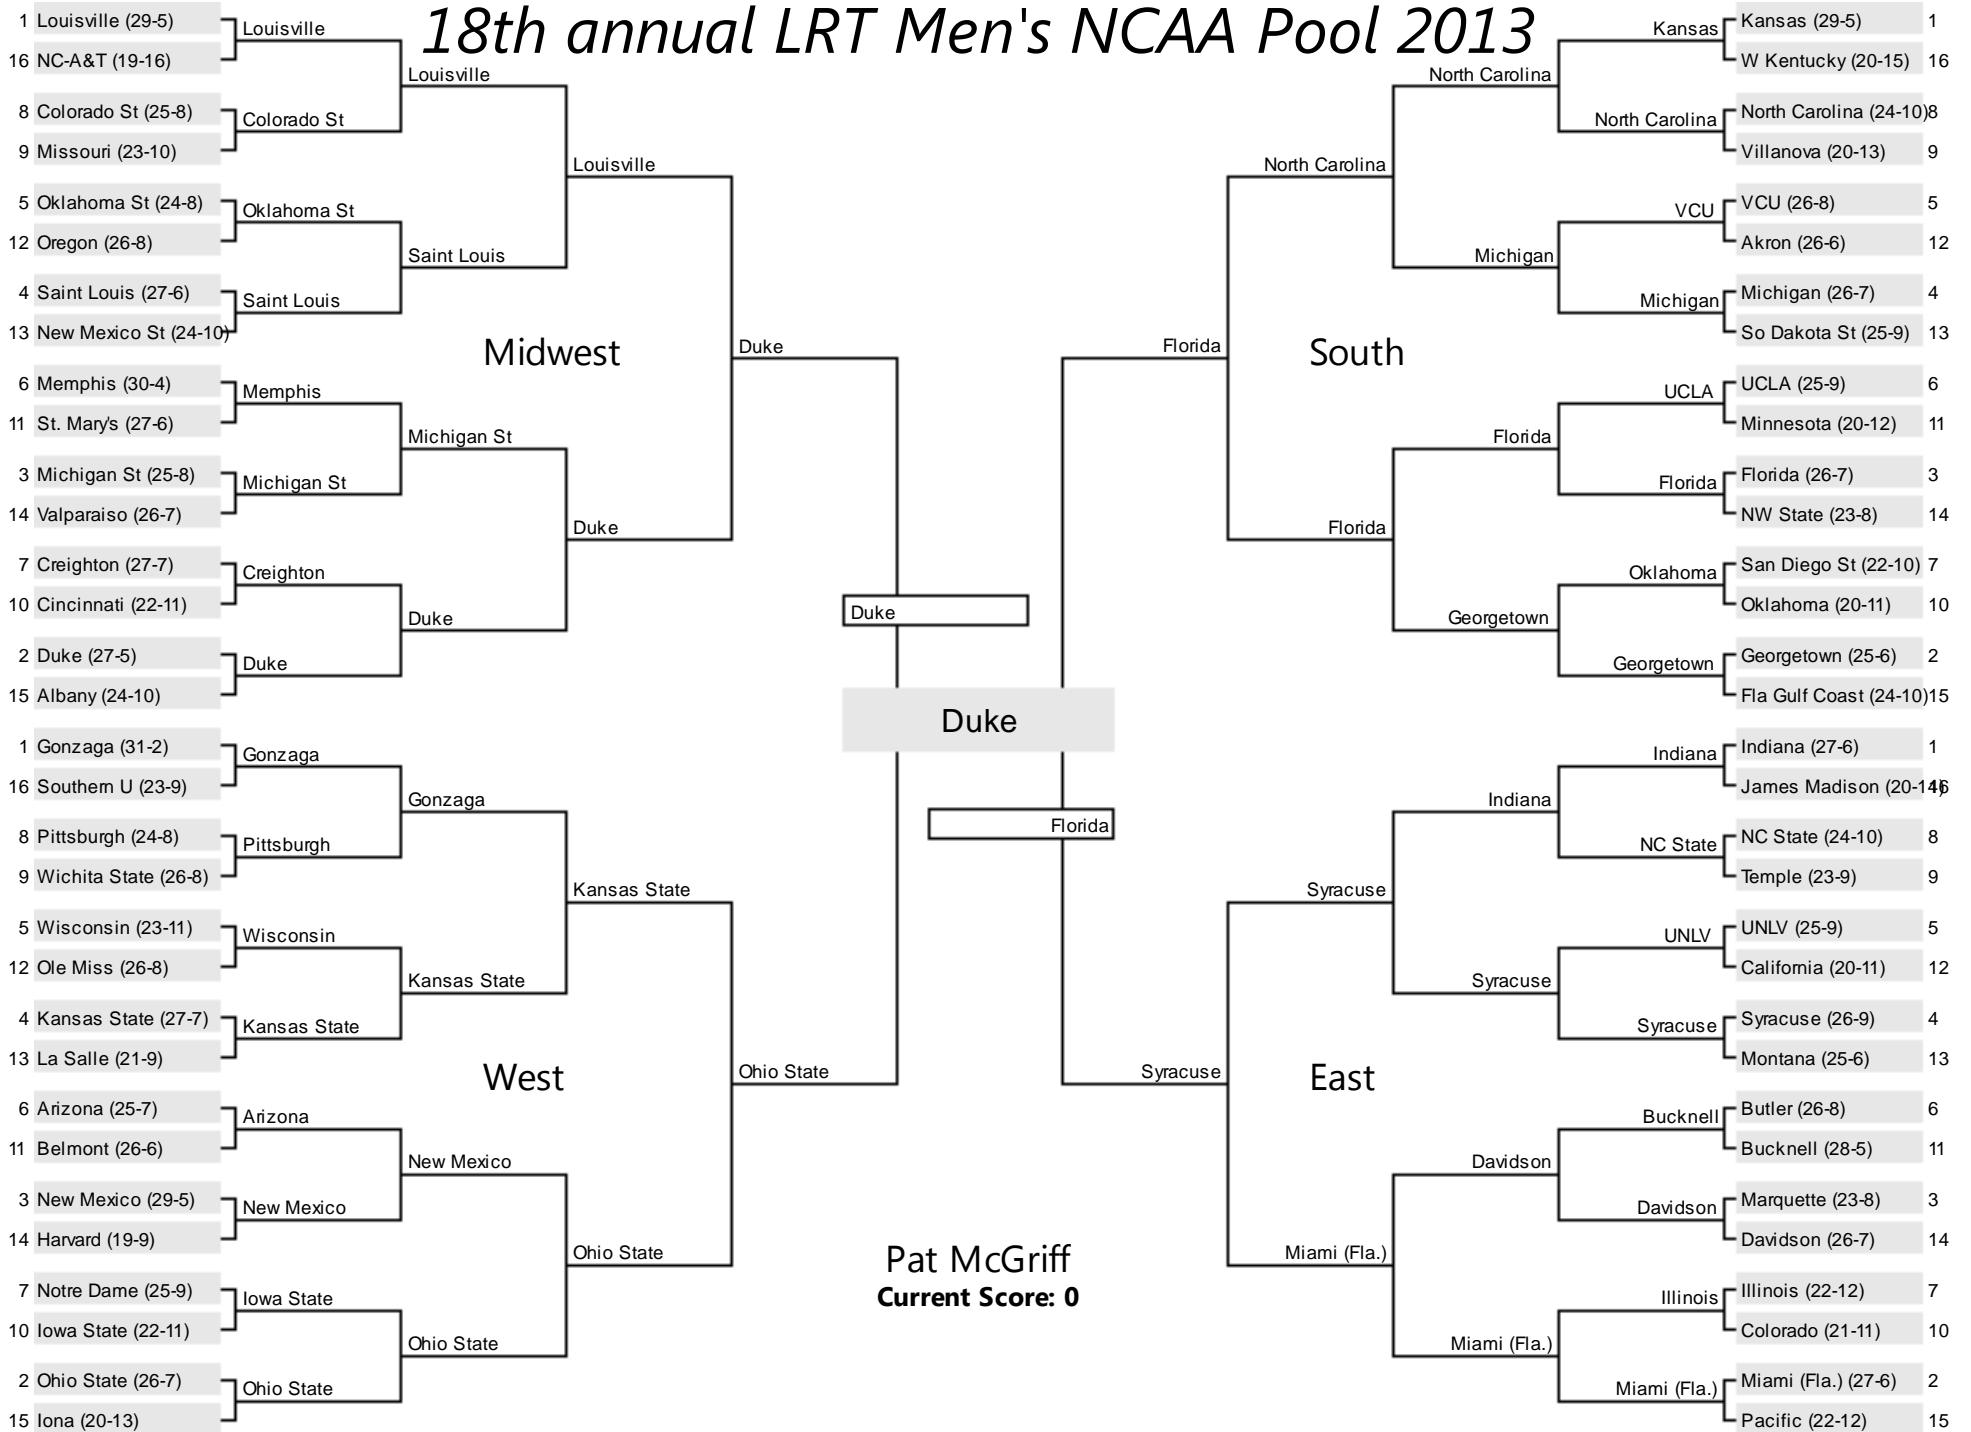 18th annual LRT Men's NCAA Pool 2013
1 Louisville (29-5)
16 NC-A&T (19-16)
8 Colorado St (25-8)
9 Missouri (23-10)
5 Oklahoma St (24-8)
12 Oregon (26-8)
4 Saint Louis (27-6)
13 New Mexico St (24-10)
6 Memphis (30-4)
11 St. Mary's (27-6)
3 Michigan St (25-8)
14 Valparaiso (26-7)
7 Creighton (27-7)
10 Cincinnati (22-11)
2 Duke (27-5)
15 Albany (24-10)
1 Gonzaga (31-2)
16 Southern U (23-9)
8 Pittsburgh (24-8)
9 Wichita State (26-8)
5 Wisconsin (23-11)
12 Ole Miss (26-8)
4 Kansas State (27-7)
13 La Salle (21-9)
6 Arizona (25-7)
11 Belmont (26-6)
3 New Mexico (29-5)
14 Harvard (19-9)
7 Notre Dame (25-9)
10 Iowa State (22-11)
2 Ohio State (26-7)
15 Iona (20-13)
Louisville
Colorado St
Oklahoma St
Saint Louis
Memphis
Michigan St
Creighton
Duke
Gonzaga
Pittsburgh
Wisconsin
Kansas State
Arizona
New Mexico
Iowa State
Ohio State
Louisville
Saint Louis
Michigan St
Duke
Gonzaga
Kansas State
New Mexico
Ohio State
Louisville
Duke
Kansas State
Ohio State
Midwest
West
Duke
Ohio State
Duke
Duke
Florida
Pat McGriff
Current Score: 0
Florida
Syracuse
South
East
North Carolina
Florida
Syracuse
Miami (Fla.)
North Carolina
Michigan
Florida
Georgetown
Indiana
Syracuse
Davidson
Miami (Fla.)
Kansas
North Carolina
VCU
Michigan
UCLA
Florida
Oklahoma
Georgetown
Indiana
NC State
UNLV
Syracuse
Bucknell
Davidson
Illinois
Miami (Fla.)
Kansas (29-5) 1
W Kentucky (20-15) 16
North Carolina (24-10) 8
Villanova (20-13) 9
VCU (26-8) 5
Akron (26-6) 12
Michigan (26-7) 4
So Dakota St (25-9) 13
UCLA (25-9) 6
Minnesota (20-12) 11
Florida (26-7) 3
NW State (23-8) 14
San Diego St (22-10) 7
Oklahoma (20-11) 10
Georgetown (25-6) 2
Fla Gulf Coast (24-10) 15
Indiana (27-6) 1
James Madison (20-14) 16
NC State (24-10) 8
Temple (23-9) 9
UNLV (25-9) 5
California (20-11) 12
Syracuse (26-9) 4
Montana (25-6) 13
Butler (26-8) 6
Bucknell (28-5) 11
Marquette (23-8) 3
Davidson (26-7) 14
Illinois (22-12) 7
Colorado (21-11) 10
Miami (Fla.) (27-6) 2
Pacific (22-12) 15